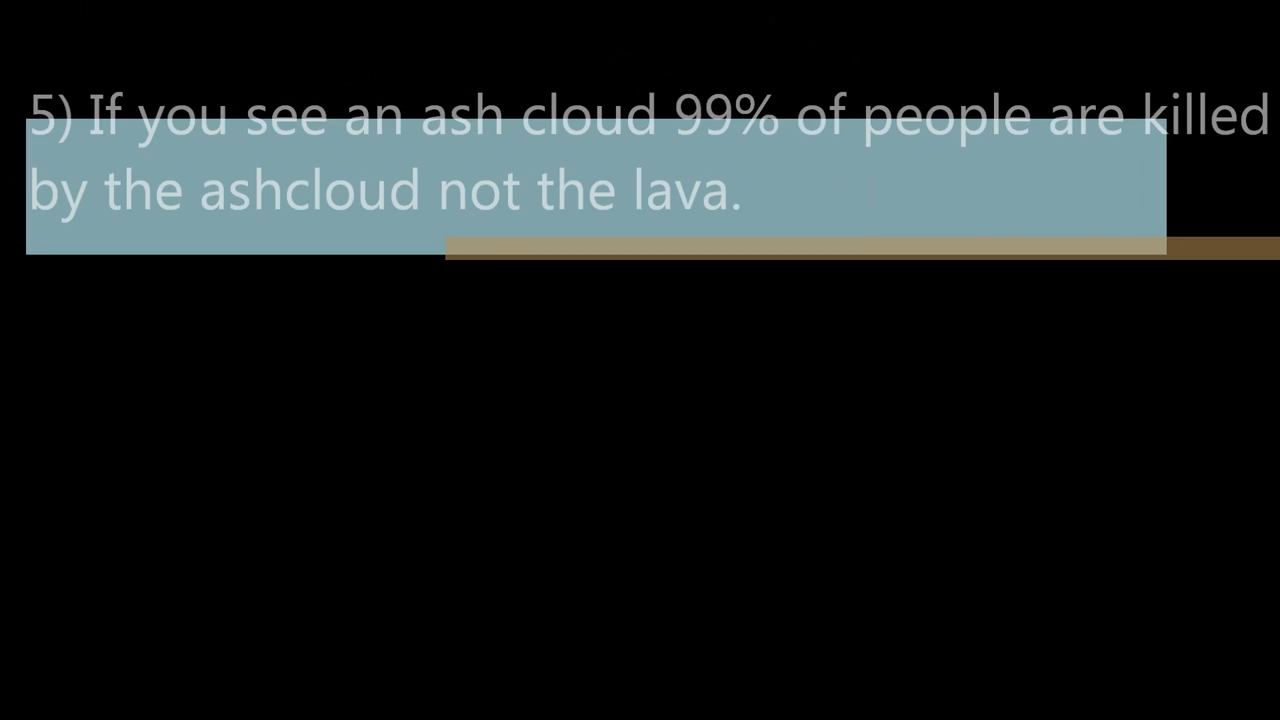 5) If you see an ash cloud 99% of people are killed
by the ashcloud not the lava.